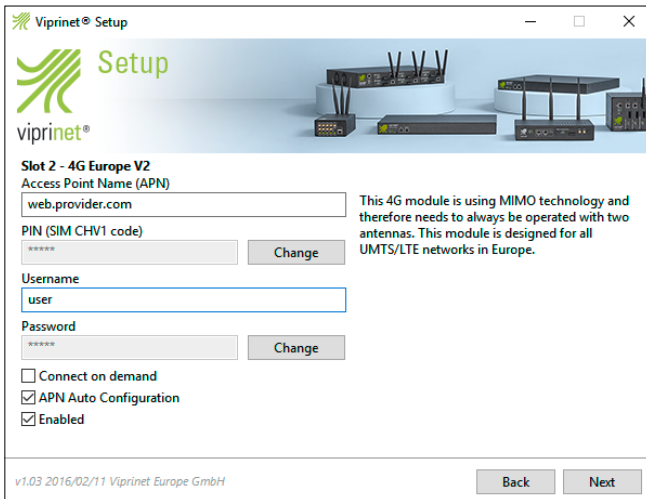 Viprinet® Setup
Setup
viprinet®
Slot 2 - 4G Europe V2
Access Point Name (APN)
web.provider.com
This 4G module is using MIMO technology and
therefore needs to always be operated with two
antennas. This module is designed for all
UMTS/LTE networks in Europe.
PIN (SIM CHV1 code)
*****
Change
Username
user
Password
*****
Change
Connect on demand
APN Auto Configuration
Enabled
v1.03 2016/02/11 Viprinet Europe GmbH
Back
Next